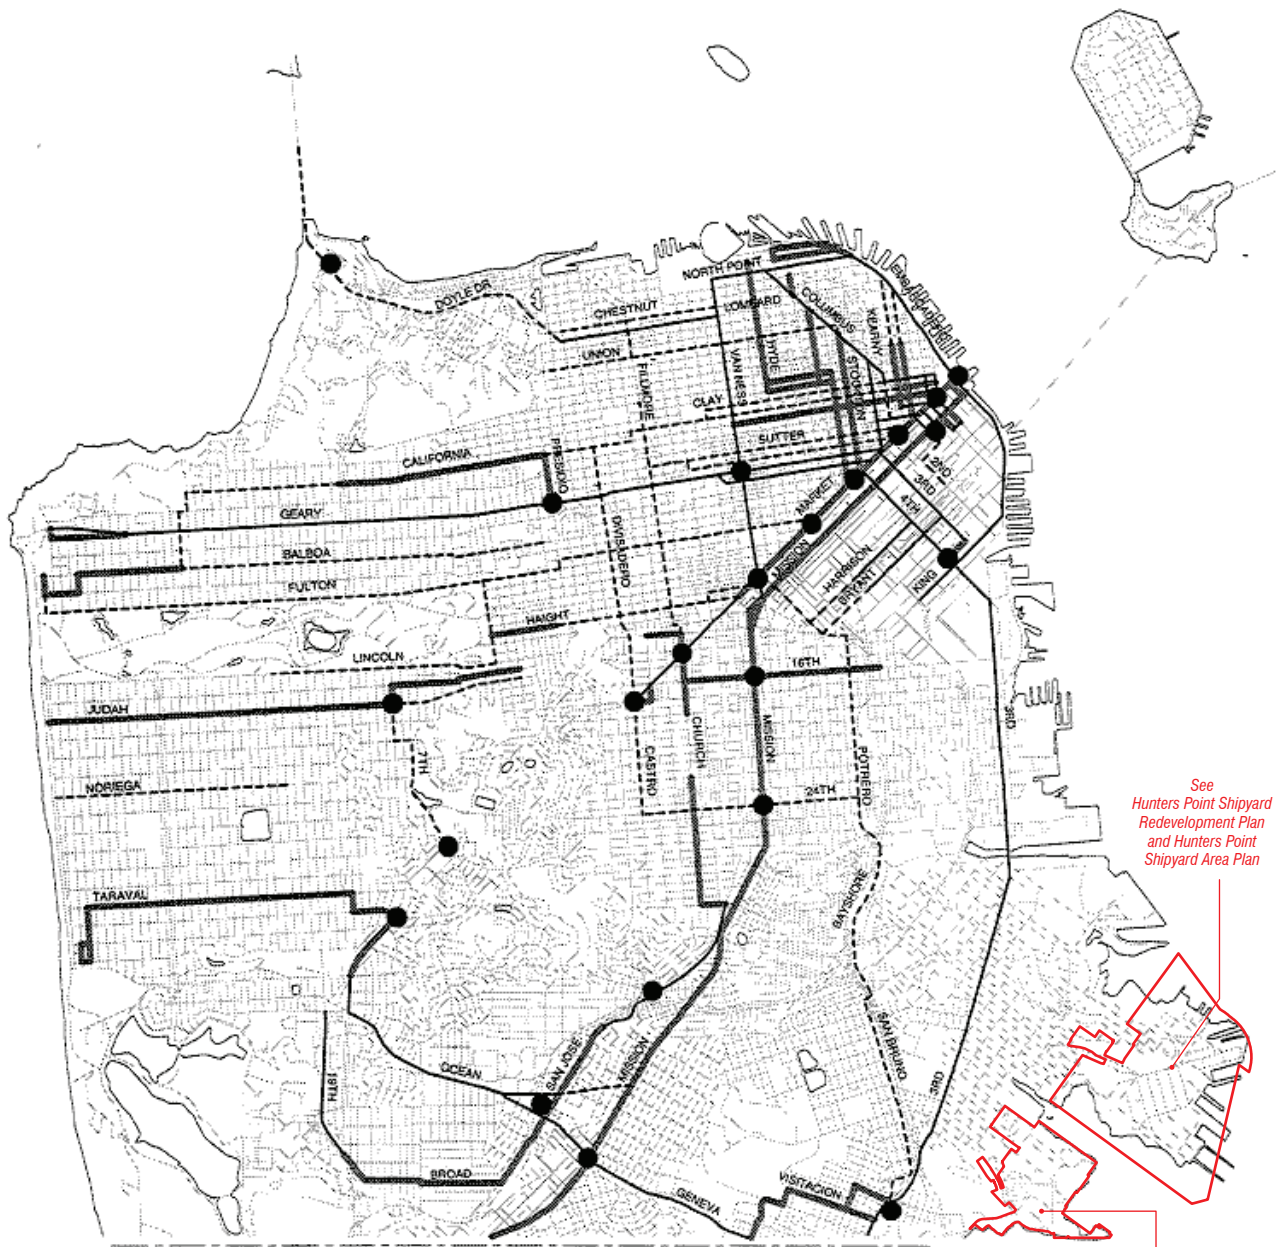 NORTH POINT
DOYLE DR
CHESTNUT
LOMBARD
COLUMBUS
KEARNY
EMBARCADERO
UNION
VAN NESS
HYDE
STOCKTON
FILLMORE
CLAY
SUTTER
CALIFORNIA
PRESIDIO
2ND
3RD
4TH
MARKET
GEARY
DIVISADERO
BALBOA
MISSION
HARRISON
BRYANT
KING
FULTON
HAIGHT
LINCOLN
16TH
JUDAH
3RD
CHURCH
MISSION
7TH
CASTRO
POTRERO
NORIEGA
24TH
See
Hunters Point Shipyard
Redevelopment Plan
and Hunters Point
Shipyard Area Plan
TARAVAL
BAYSHORE
SAN BRUNO
OCEAN
SAN JOSE
MISSION
19TH
3RD
BROAD
GENEVA
VISITACION